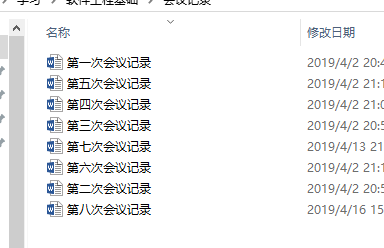 学习 › 软件工程基础 › 会议记录
名称 修改日期
第一次会议记录 2019/4/2 20:
第五次会议记录 2019/4/2 21:1
第四次会议记录 2019/4/2 21:0
第三次会议记录 2019/4/2 20:5
第七次会议记录 2019/4/13 21
第六次会议记录 2019/4/2 21:1
第二次会议记录 2019/4/2 20:5
第八次会议记录 2019/4/16 15